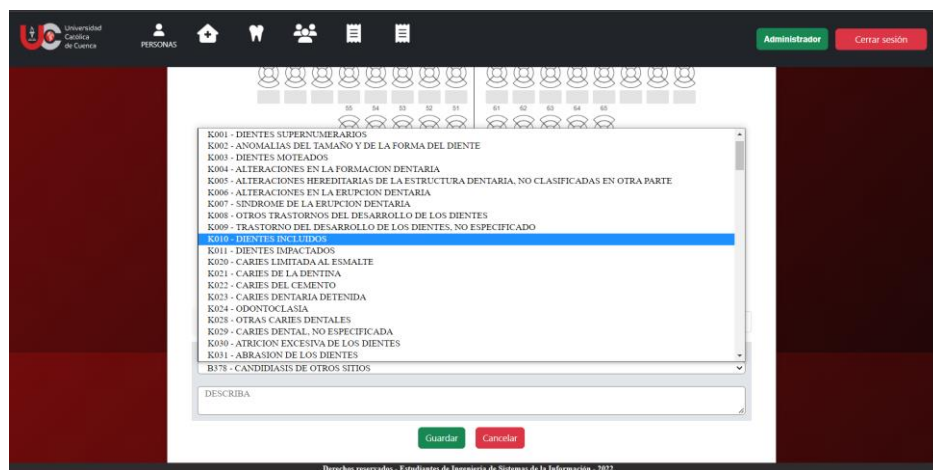 Universidad
Católica
de Cuenca
PERSONAS
Administrador
Cerrar sesión
55 54 53 52 51 61 62 63 64 65
K001 - DIENTES SUPERNUMERARIOS
K002 - ANOMALIAS DEL TAMAÑO Y DE LA FORMA DEL DIENTE
K003 - DIENTES MOTEADOS
K004 - ALTERACIONES EN LA FORMACION DENTARIA
K005 - ALTERACIONES HEREDITARIAS DE LA ESTRUCTURA DENTARIA, NO CLASIFICADAS EN OTRA PARTE
K006 - ALTERACIONES EN LA ERUPCION DENTARIA
K007 - SINDROME DE LA ERUPCION DENTARIA
K008 - OTROS TRASTORNOS DEL DESARROLLO DE LOS DIENTES
K009 - TRASTORNO DEL DESARROLLO DE LOS DIENTES, NO ESPECIFICADO
K010 - DIENTES INCLUIDOS
K011 - DIENTES IMPACTADOS
K020 - CARIES LIMITADA AL ESMALTE
K021 - CARIES DE LA DENTINA
K022 - CARIES DEL CEMENTO
K023 - CARIES DENTARIA DETENIDA
K024 - ODONTOCLASIA
K028 - OTRAS CARIES DENTALES
K029 - CARIES DENTAL, NO ESPECIFICADA
K030 - ATRICION EXCESIVA DE LOS DIENTES
K031 - ABRASION DE LOS DIENTES
B378 - CANDIDIASIS DE OTROS SITIOS
DESCRIBA
Guardar
Cancelar
Derechos reservados - Estudiantes de Ingeniería de Sistemas de la Información - 2022